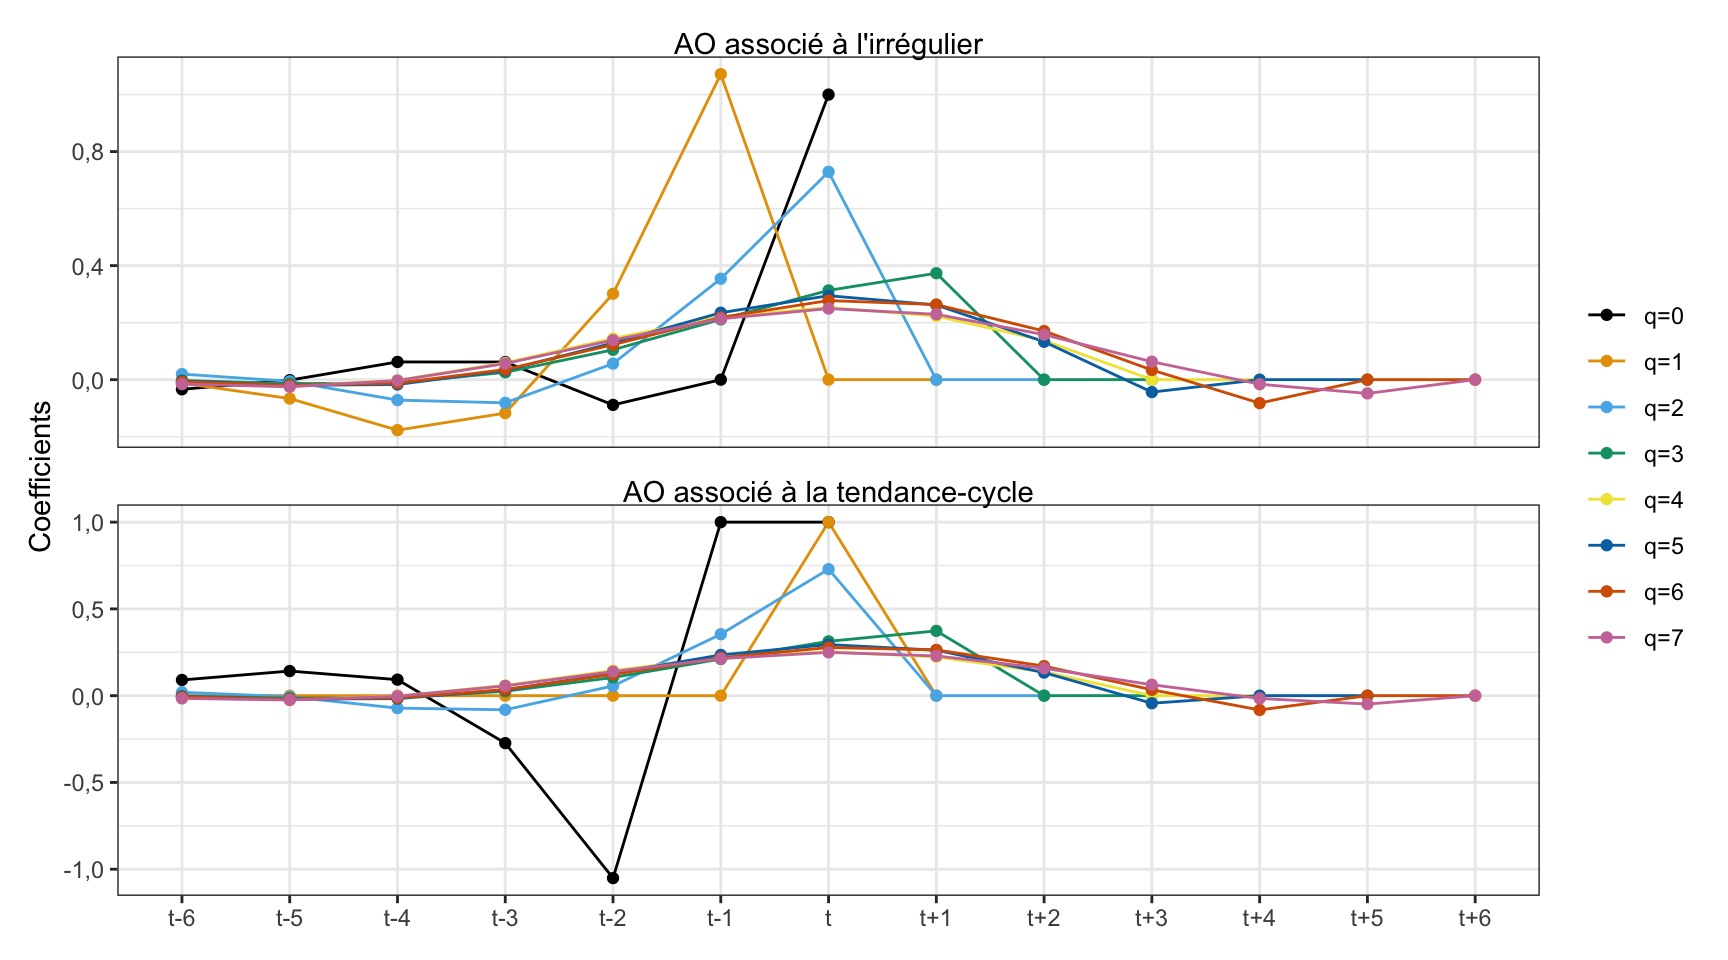 AO associé à l'irrégulier
0,8
0,4
0,0
AO associé à la tendance-cycle
1,0
0,5
0,0
-0,5
-1,0
t-6 t-5 t-4 t-3 t-2 t-1 t t+1 t+2 t+3 t+4 t+5 t+6
Coefficients
q=0
q=1
q=2
q=3
q=4
q=5
q=6
q=7